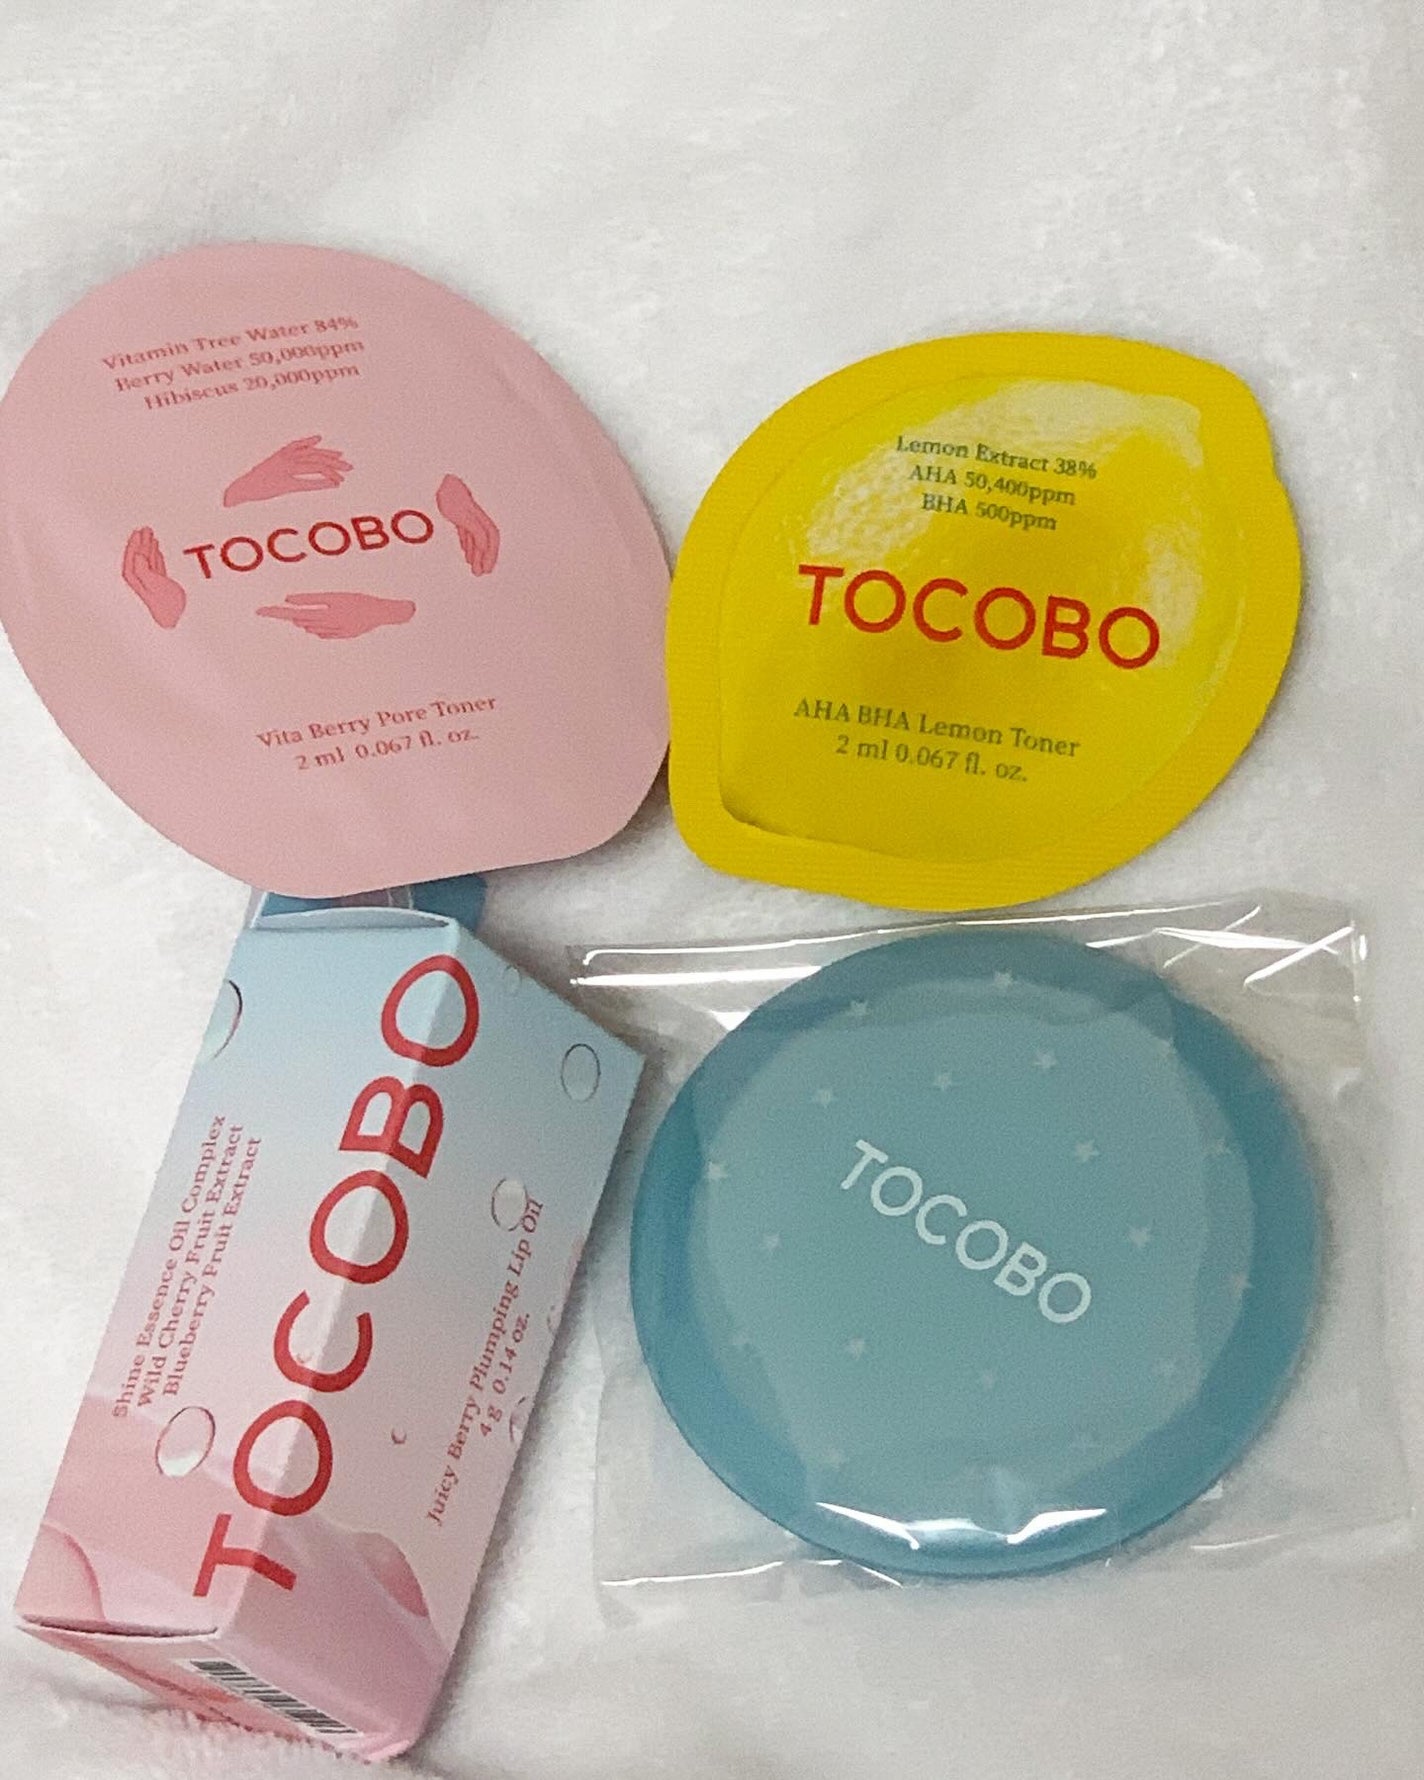 Vitamin Tree Water 84%
Berry Water 50,000ppm
Hibiscus 20,000ppm
TOCOBO
Vita Berry Pore Toner
2 ml 0.067 fl. oz.
Lemon Extract 38%
AHA 50,400ppm
BHA 500ppm
TOCOBO
AHA BHA Lemon Toner
2 ml 0.067 fl. oz.
Shine Essence Oil Complex
Wild Cherry Fruit Extract
Blueberry Fruit Extract
TOCOBO
Juicy Berry Plumping Lip Oil
4 g 0.14 oz.
TOCOBO